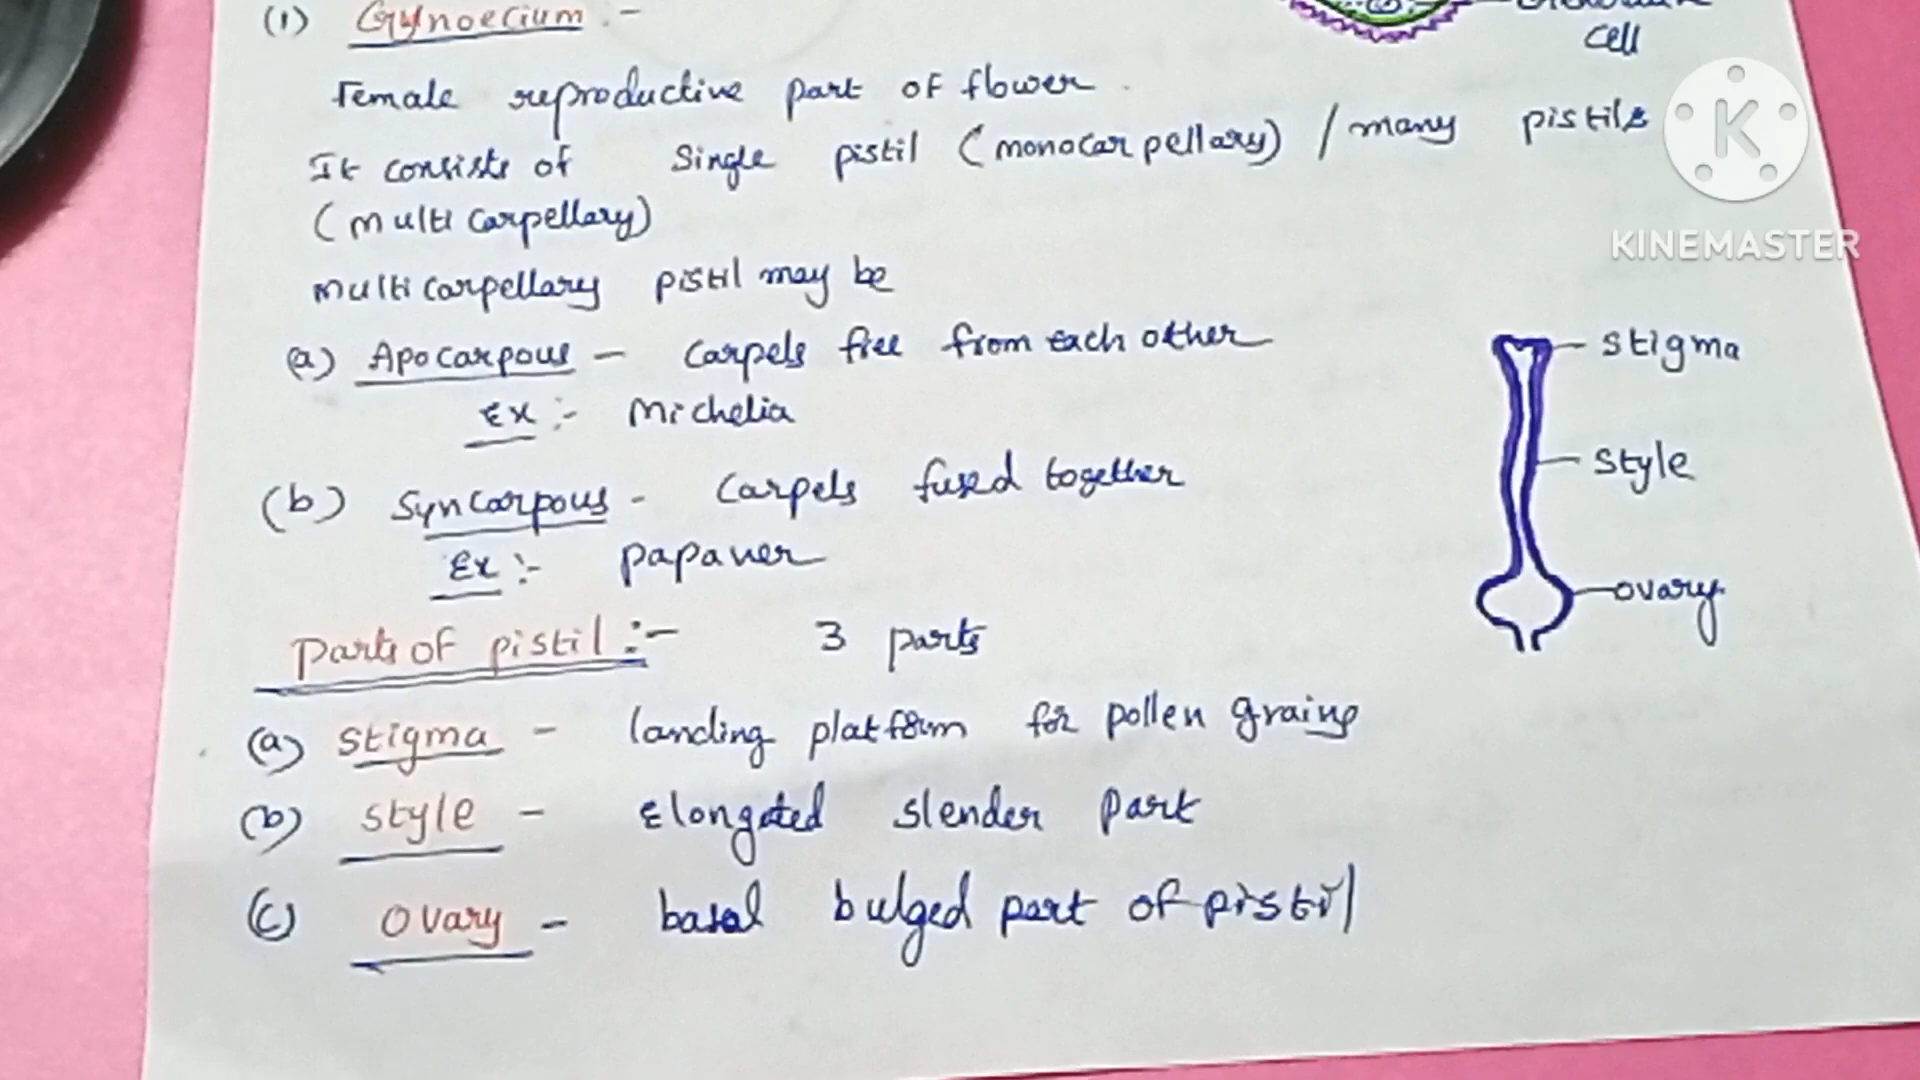 (1) Gynoecium :-
cell
Female reproductive part of flower.
It consists of single pistil (monocarpellary) / many pistils
(multi carpellary)
multi carpellary pistil may be
(a) Apocarpous - carpels free from each other
Ex :- Michelia
(b) Syncarpous - carpels fused together
Ex :- papaver
Parts of pistil :- 3 parts
(a) stigma - landing platform for pollen grains
(b) style - Elongated slender part
(c) ovary - basal bulged part of pistil
stigma
style
ovary
K
KINEMASTER